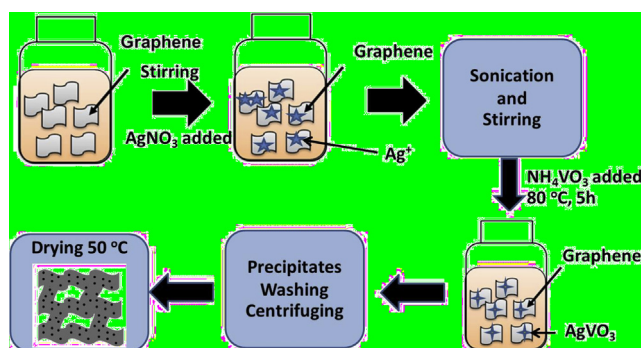 Graphene
Stirring
AgNO₃ added
Graphene
Ag⁺
Sonication
and
Stirring
NH₄VO₃ added
80 °C, 5h
Graphene
AgVO₃
Precipitates
Washing
Centrifuging
Drying 50 °C